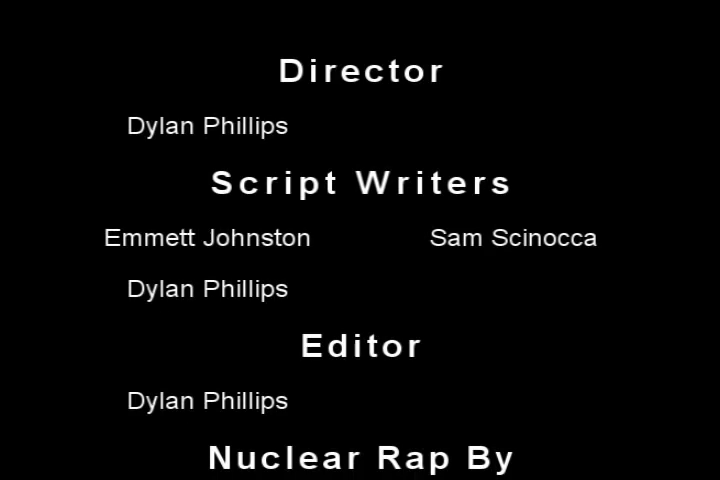 Director
Dylan Phillips
Script Writers
Emmett Johnston Sam Scinocca
Dylan Phillips
Editor
Dylan Phillips
Nuclear Rap By